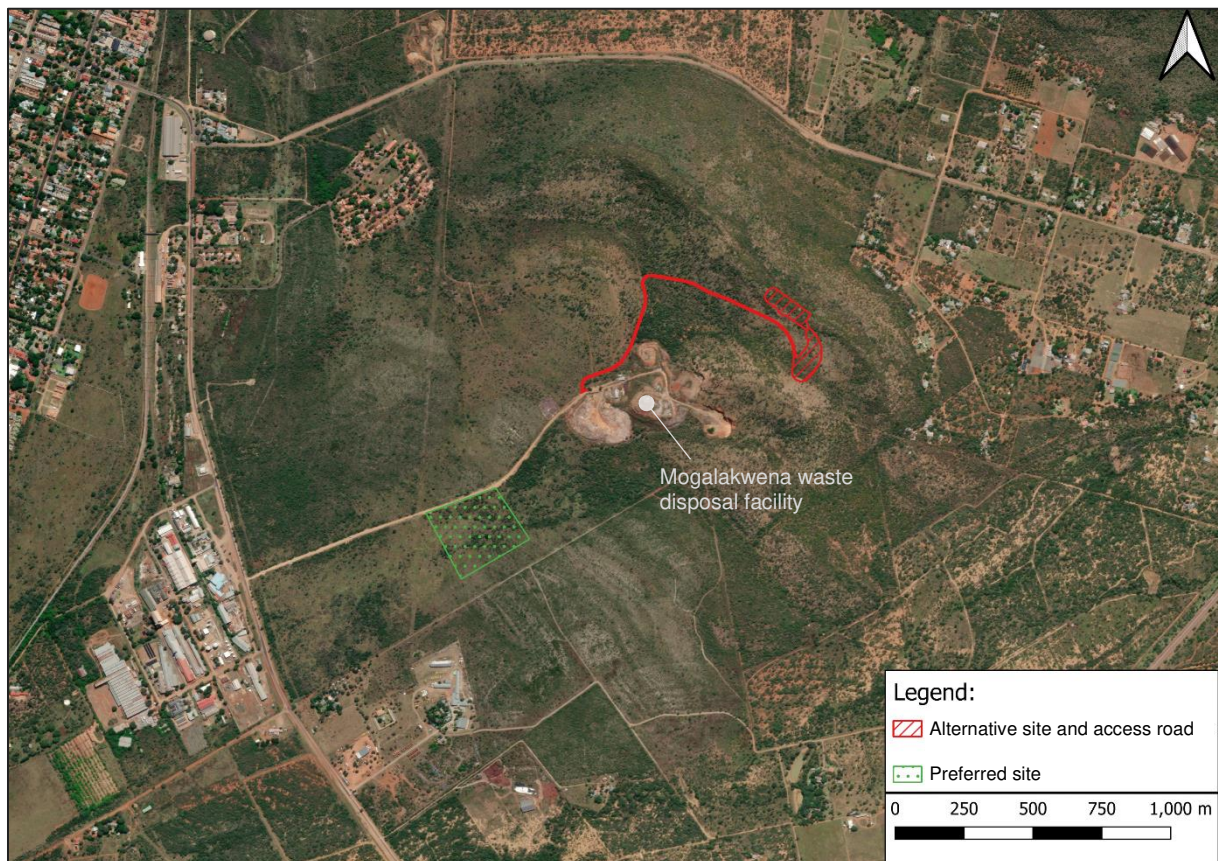 Mogalakwena waste
disposal facility
Legend:
Alternative site and access road
Preferred site
0 250 500 750 1,000 m